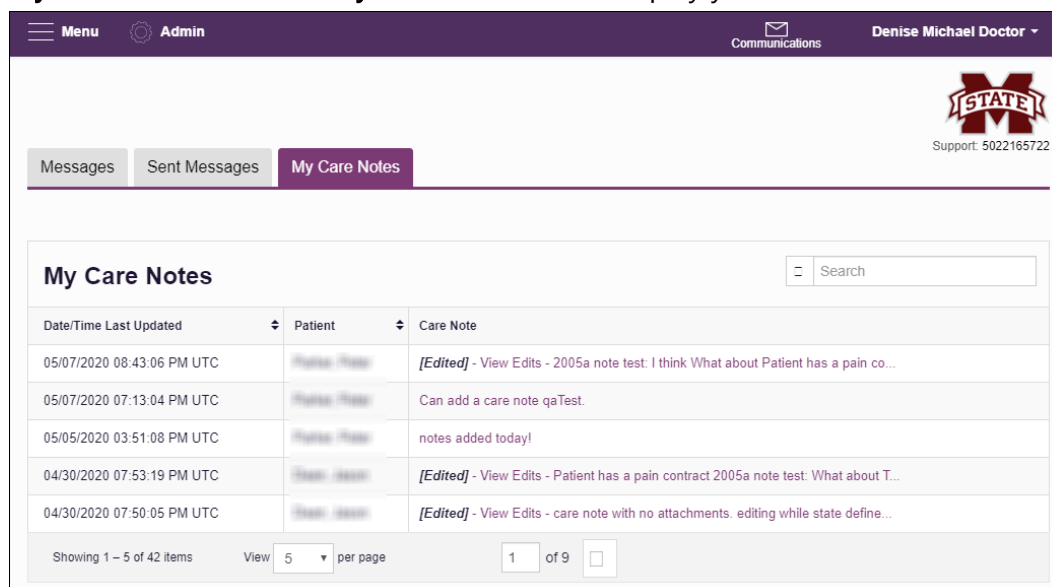 Menu Admin Communications Denise Michael Doctor
STATE
Support: 5022165722
Messages Sent Messages My Care Notes
My Care Notes Search
Date/Time Last Updated Patient Care Note
05/07/2020 08:43:06 PM UTC [Edited] - View Edits - 2005a note test: I think What about Patient has a pain co...
05/07/2020 07:13:04 PM UTC Can add a care note qaTest.
05/05/2020 03:51:08 PM UTC notes added today!
04/30/2020 07:53:19 PM UTC [Edited] - View Edits - Patient has a pain contract 2005a note test: What about T...
04/30/2020 07:50:05 PM UTC [Edited] - View Edits - care note with no attachments. editing while state define...
Showing 1 – 5 of 42 items View 5 per page 1 of 9